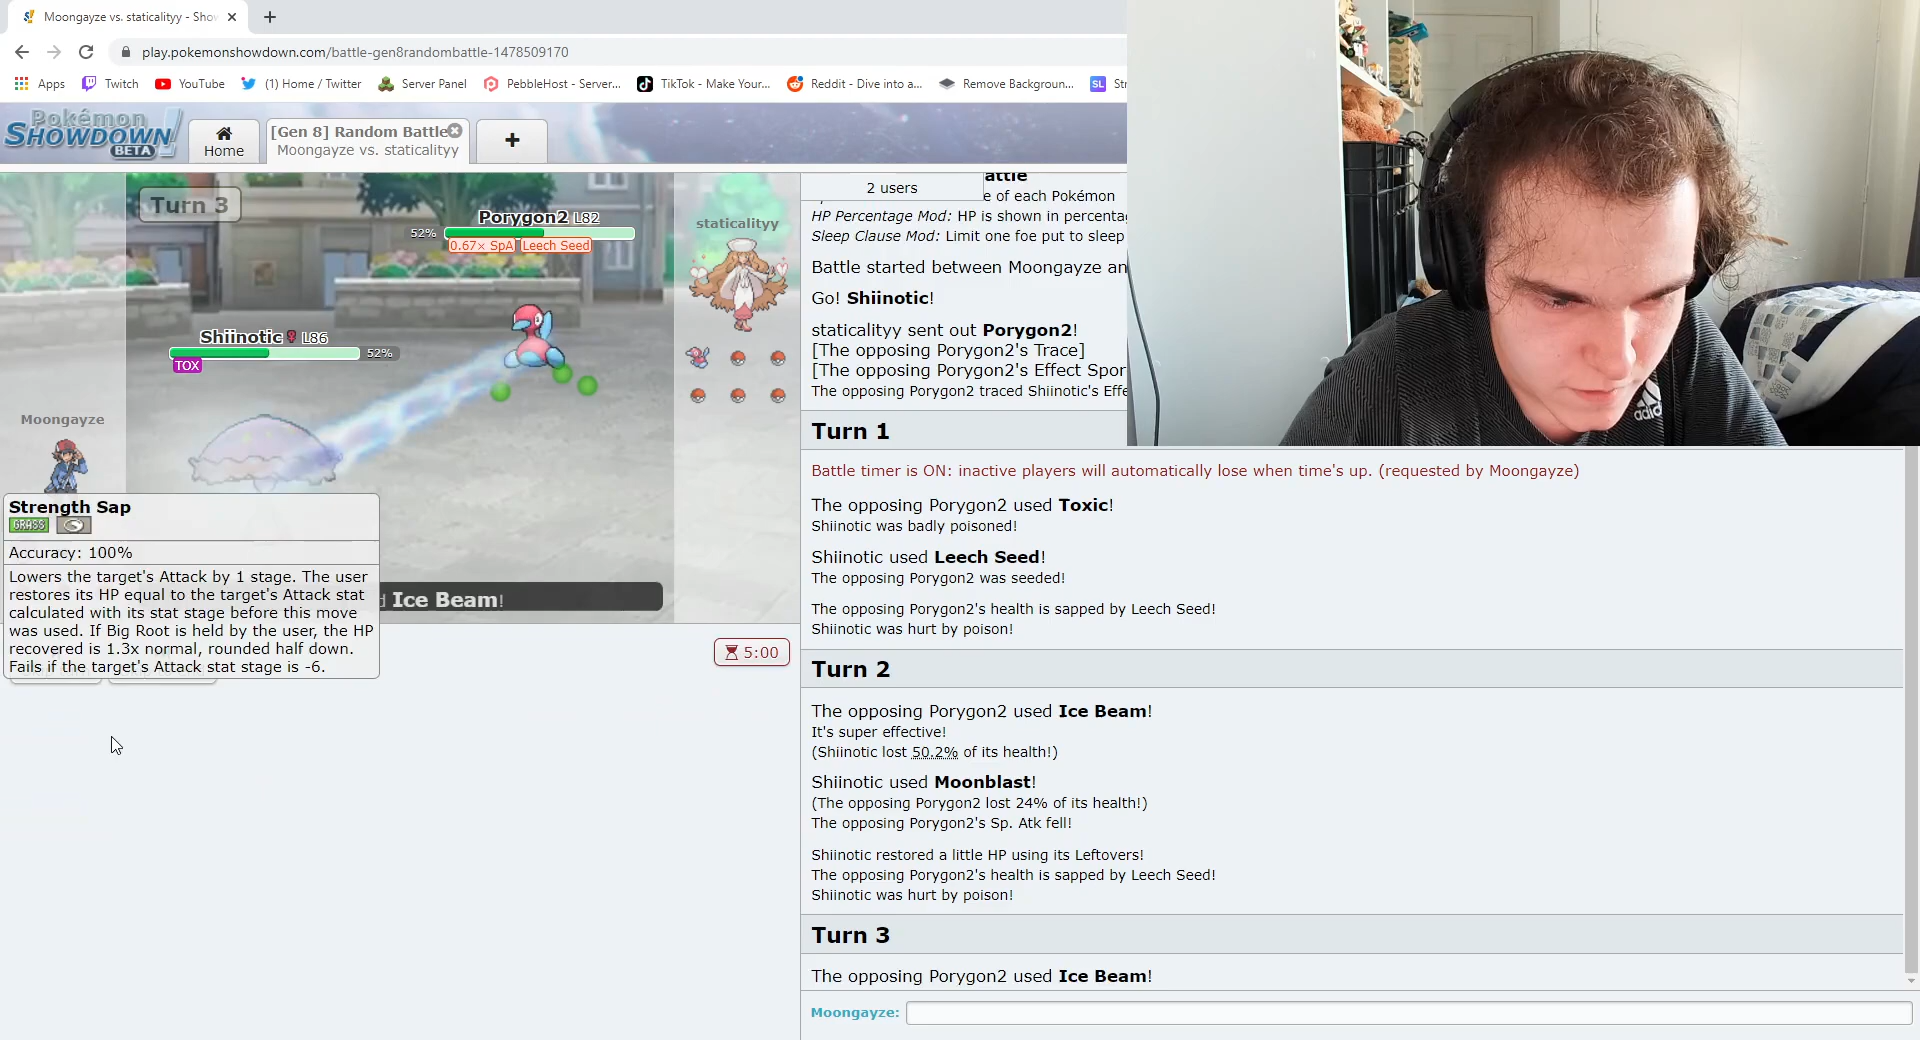 Moongayze vs. staticalityy - Show
play.pokemonshowdown.com/battle-gen8randombattle-1478509170
Apps
Twitch
YouTube
(1) Home / Twitter
Server Panel
PebbleHost - Server...
TikTok - Make Your...
Reddit - Dive into a...
Remove Backgroun...
SL
Str
Pokémon
SHOWDOWN!
BETA
Home
[Gen 8] Random Battle
Moongayze vs. staticalityy
Turn 3
Porygon2 L82
52%
0.67× SpA
Leech Seed
Shiinotic L86
52%
TOX
staticalityy
Moongayze
Strength Sap
GRASS
Accuracy: 100%
Lowers the target's Attack by 1 stage. The user
restores its HP equal to the target's Attack stat
calculated with its stat stage before this move
was used. If Big Root is held by the user, the HP
recovered is 1.3x normal, rounded half down.
Fails if the target's Attack stat stage is -6.
Ice Beam!
5:00
2 users
attle
e of each Pokémon
HP Percentage Mod: HP is shown in percenta
Sleep Clause Mod: Limit one foe put to sleep
Battle started between Moongayze an
Go! Shiinotic!
staticalityy sent out Porygon2!
[The opposing Porygon2's Trace]
[The opposing Porygon2's Effect Spor
The opposing Porygon2 traced Shiinotic's Effe
Turn 1
Battle timer is ON: inactive players will automatically lose when time's up. (requested by Moongayze)
The opposing Porygon2 used Toxic!
Shiinotic was badly poisoned!
Shiinotic used Leech Seed!
The opposing Porygon2 was seeded!
The opposing Porygon2's health is sapped by Leech Seed!
Shiinotic was hurt by poison!
Turn 2
The opposing Porygon2 used Ice Beam!
It's super effective!
(Shiinotic lost 50.2% of its health!)
Shiinotic used Moonblast!
(The opposing Porygon2 lost 24% of its health!)
The opposing Porygon2's Sp. Atk fell!
Shiinotic restored a little HP using its Leftovers!
The opposing Porygon2's health is sapped by Leech Seed!
Shiinotic was hurt by poison!
Turn 3
The opposing Porygon2 used Ice Beam!
Moongayze:
adidas